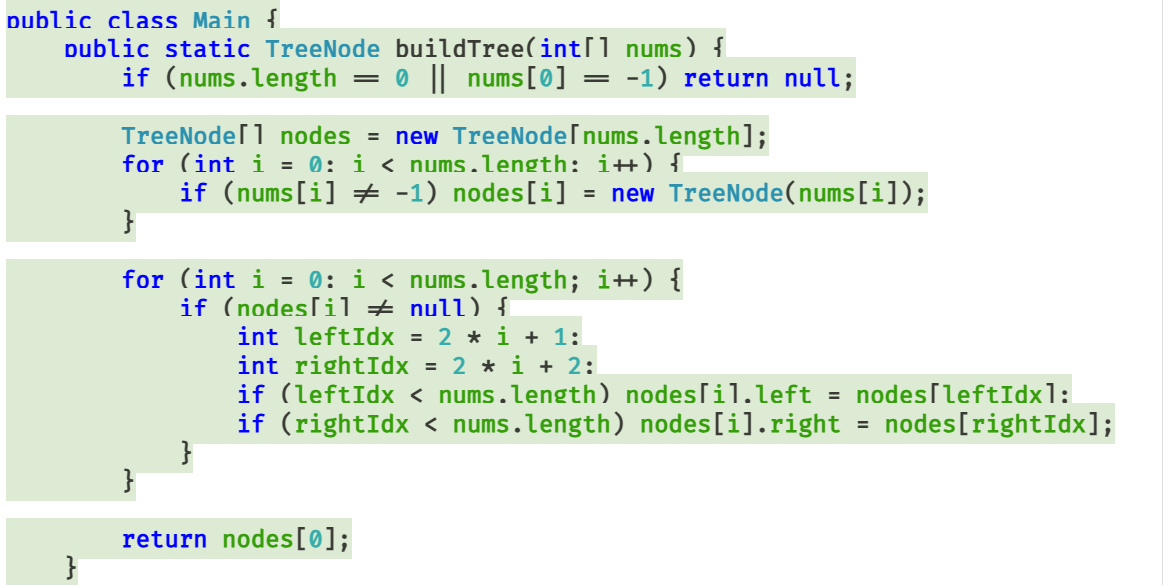 public class Main {
    public static TreeNode buildTree(int[] nums) {
        if (nums.length == 0 || nums[0] == -1) return null;

        TreeNode[] nodes = new TreeNode[nums.length];
        for (int i = 0; i < nums.length; i++) {
            if (nums[i] != -1) nodes[i] = new TreeNode(nums[i]);
        }

        for (int i = 0; i < nums.length; i++) {
            if (nodes[i] != null) {
                int leftIdx = 2 * i + 1;
                int rightIdx = 2 * i + 2;
                if (leftIdx < nums.length) nodes[i].left = nodes[leftIdx];
                if (rightIdx < nums.length) nodes[i].right = nodes[rightIdx];
            }
        }

        return nodes[0];
    }